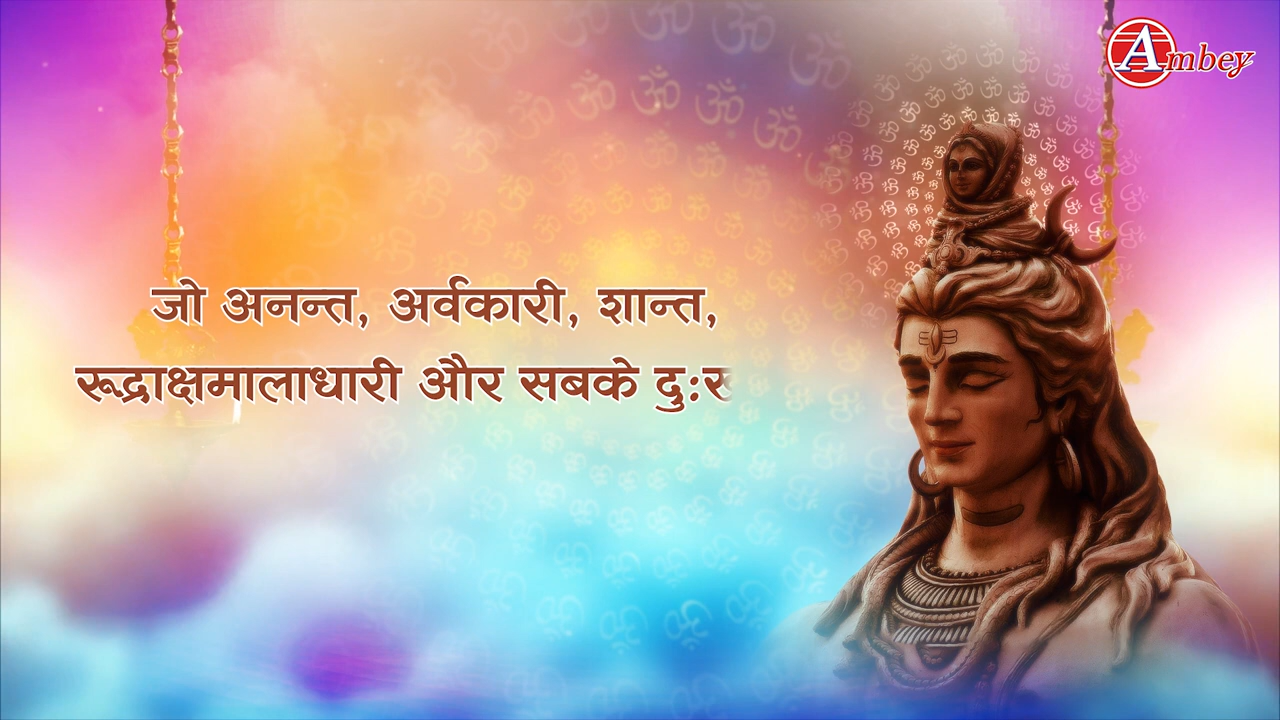 Ambey
जो अनन्त, अर्वकारी, शान्त,
रूद्राक्षमालाधारी और सबके